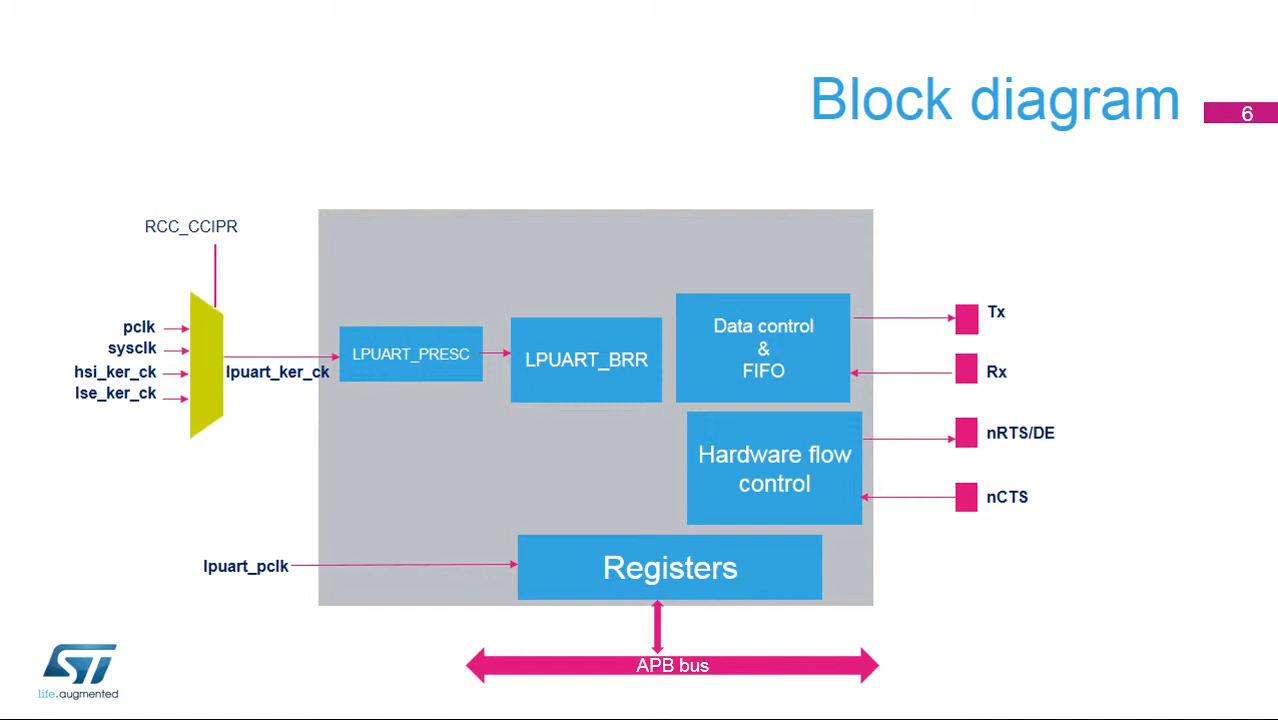 Block diagram
6
RCC_CCIPR
pclk
sysclk
hsi_ker_ck
lse_ker_ck
lpuart_ker_ck
LPUART_PRESC
LPUART_BRR
Data control
&
FIFO
Tx
Rx
Hardware flow
control
nRTS/DE
nCTS
lpuart_pclk
Registers
APB bus
ST
life.augmented